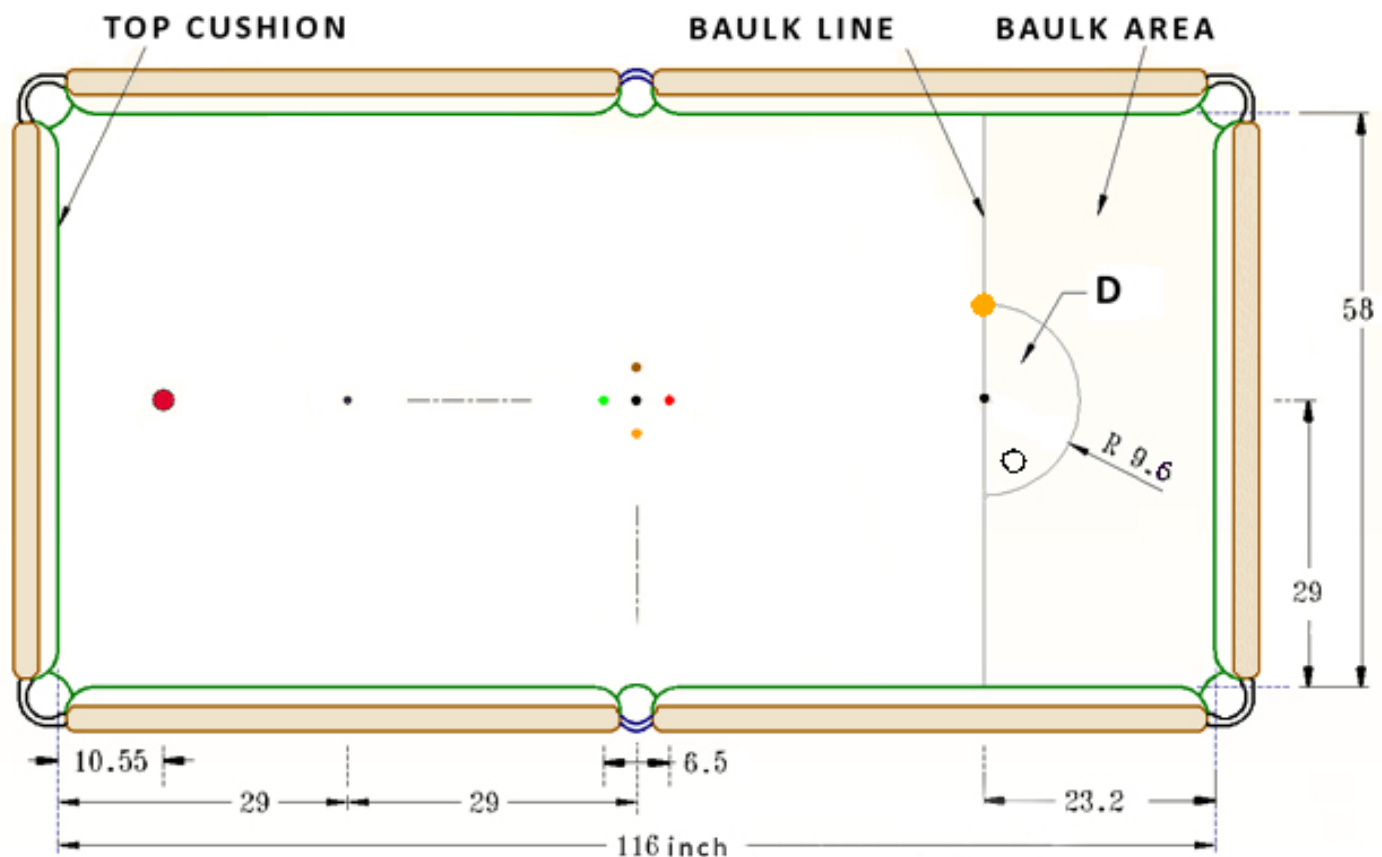 TOP CUSHION
BAULK LINE
BAULK AREA
D
58
R 9.6
29
10.55
6.5
29
29
23.2
116 inch